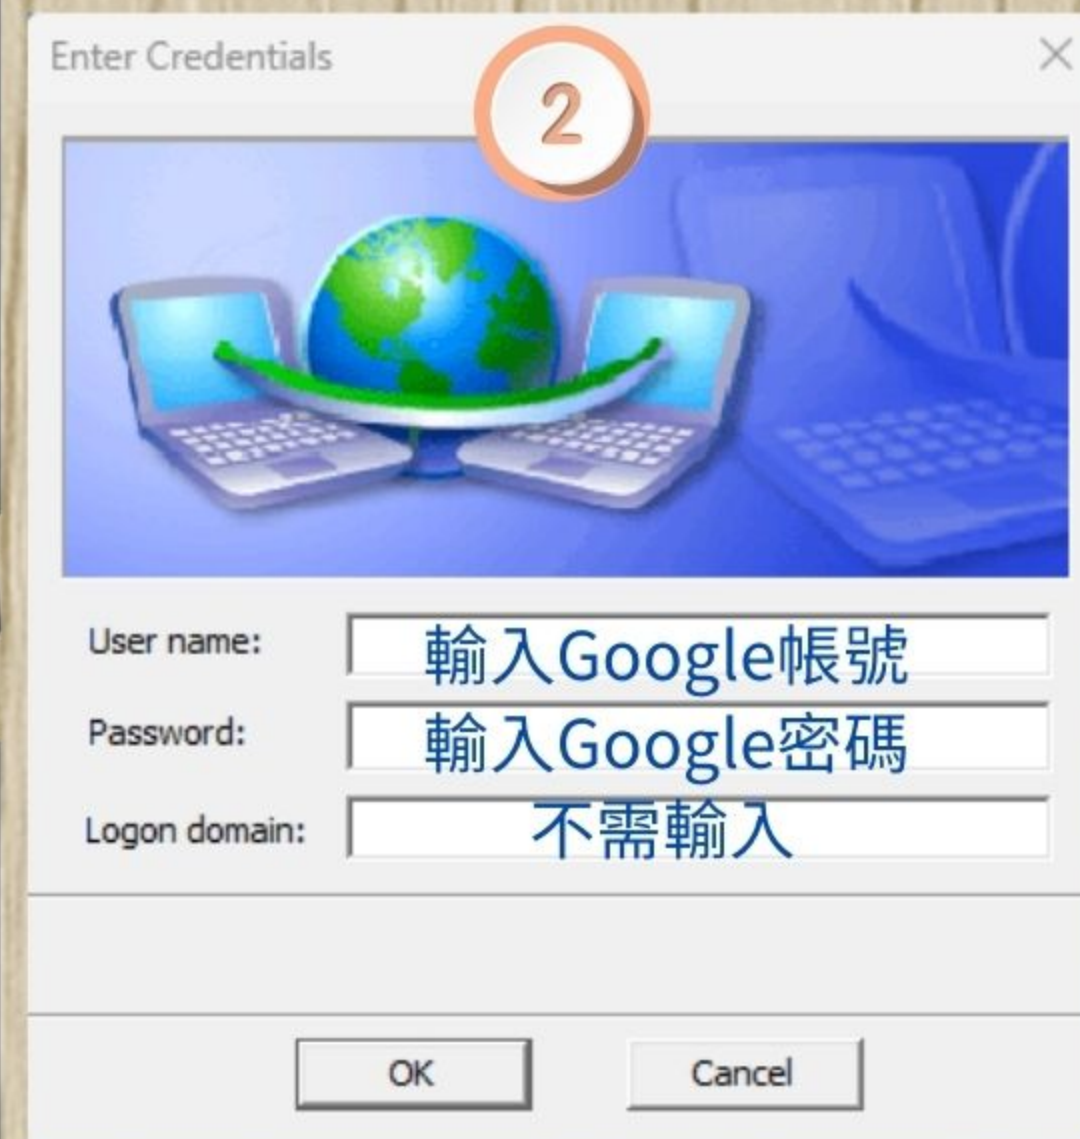 Enter Credentials
2
User name: 輸入Google帳號
Password: 輸入Google密碼
Logon domain: 不需輸入
OK Cancel